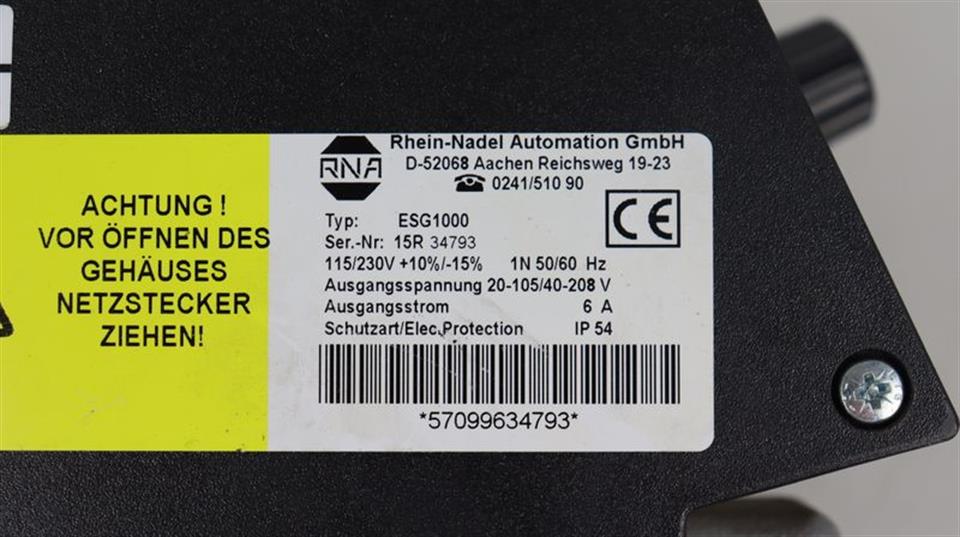 ACHTUNG !
VOR ÖFFNEN DES
GEHÄUSES
NETZSTECKER
ZIEHEN!
RNA
Rhein-Nadel Automation GmbH
D-52068 Aachen Reichsweg 19-23
☎ 0241/510 90
CE
Typ: ESG1000
Ser.-Nr: 15R 34793
115/230V +10%/-15% 1N 50/60 Hz
Ausgangsspannung 20-105/40-208 V
Ausgangsstrom 6 A
Schutzart/Elec.Protection IP 54
*57099634793*